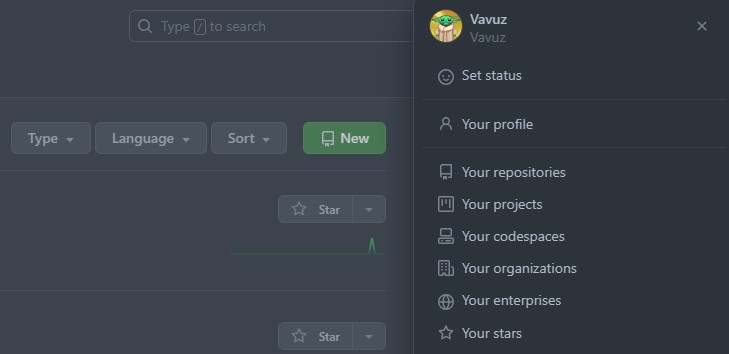 Type / to search
Type
Language
Sort
New
Star
Star
Vavuz
Vavuz
Set status
Your profile
Your repositories
Your projects
Your codespaces
Your organizations
Your enterprises
Your stars